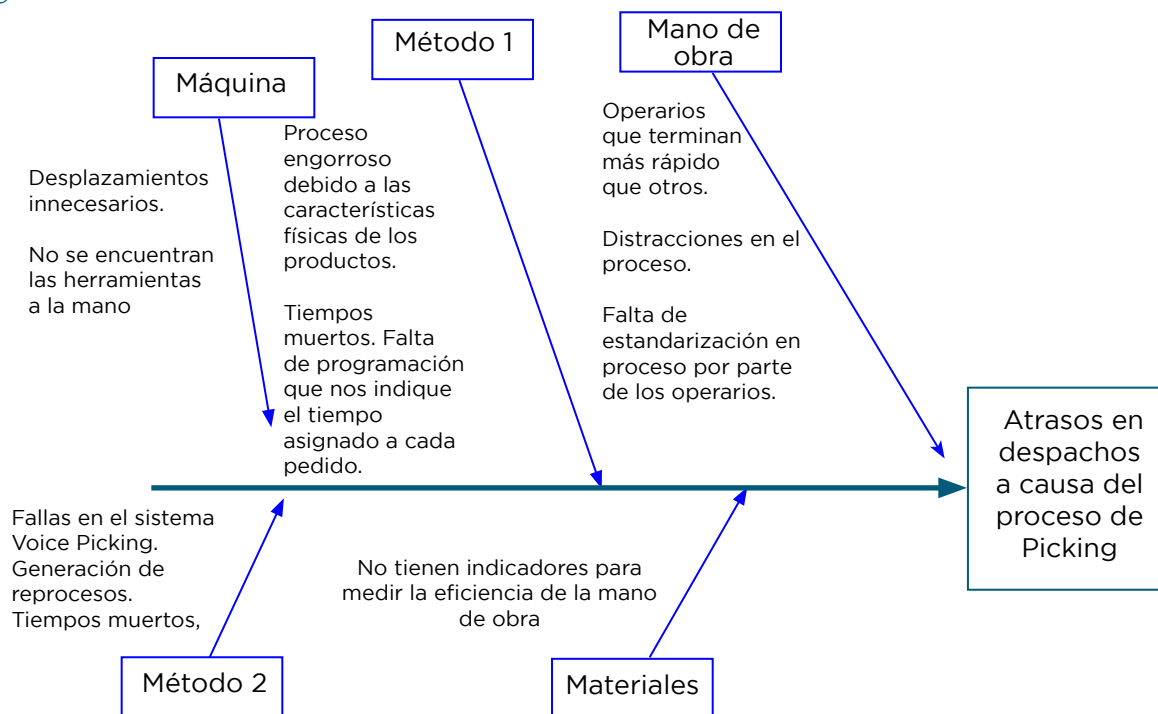 Máquina
Desplazamientos
innecesarios.
No se encuentran
las herramientas
a la mano
Método 1
Proceso
engorroso
debido a las
características
físicas de los
productos.
Tiempos
muertos. Falta
de programación
que nos indique
el tiempo
asignado a cada
pedido.
Mano de
obra
Operarios
que terminan
más rápido
que otros.
Distracciones en el
proceso.
Falta de
estandarización en
proceso por parte
de los operarios.
Atrasos en
despachos
a causa del
proceso de
Picking
Fallas en el sistema
Voice Picking.
Generación de
reprocesos.
Tiempos muertos,
Método 2
No tienen indicadores para
medir la eficiencia de la mano
de obra
Materiales